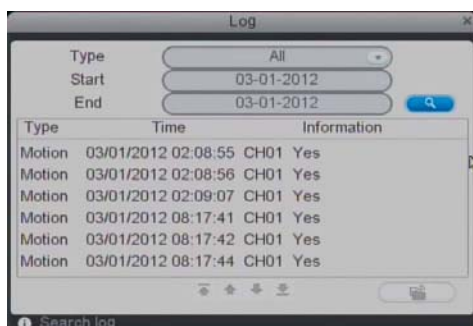 Log
Type All
Start 03-01-2012
End 03-01-2012
Type Time Information
Motion 03/01/2012 02:08:55 CH01 Yes
Motion 03/01/2012 02:08:56 CH01 Yes
Motion 03/01/2012 02:09:07 CH01 Yes
Motion 03/01/2012 08:17:41 CH01 Yes
Motion 03/01/2012 08:17:42 CH01 Yes
Motion 03/01/2012 08:17:44 CH01 Yes
Search log